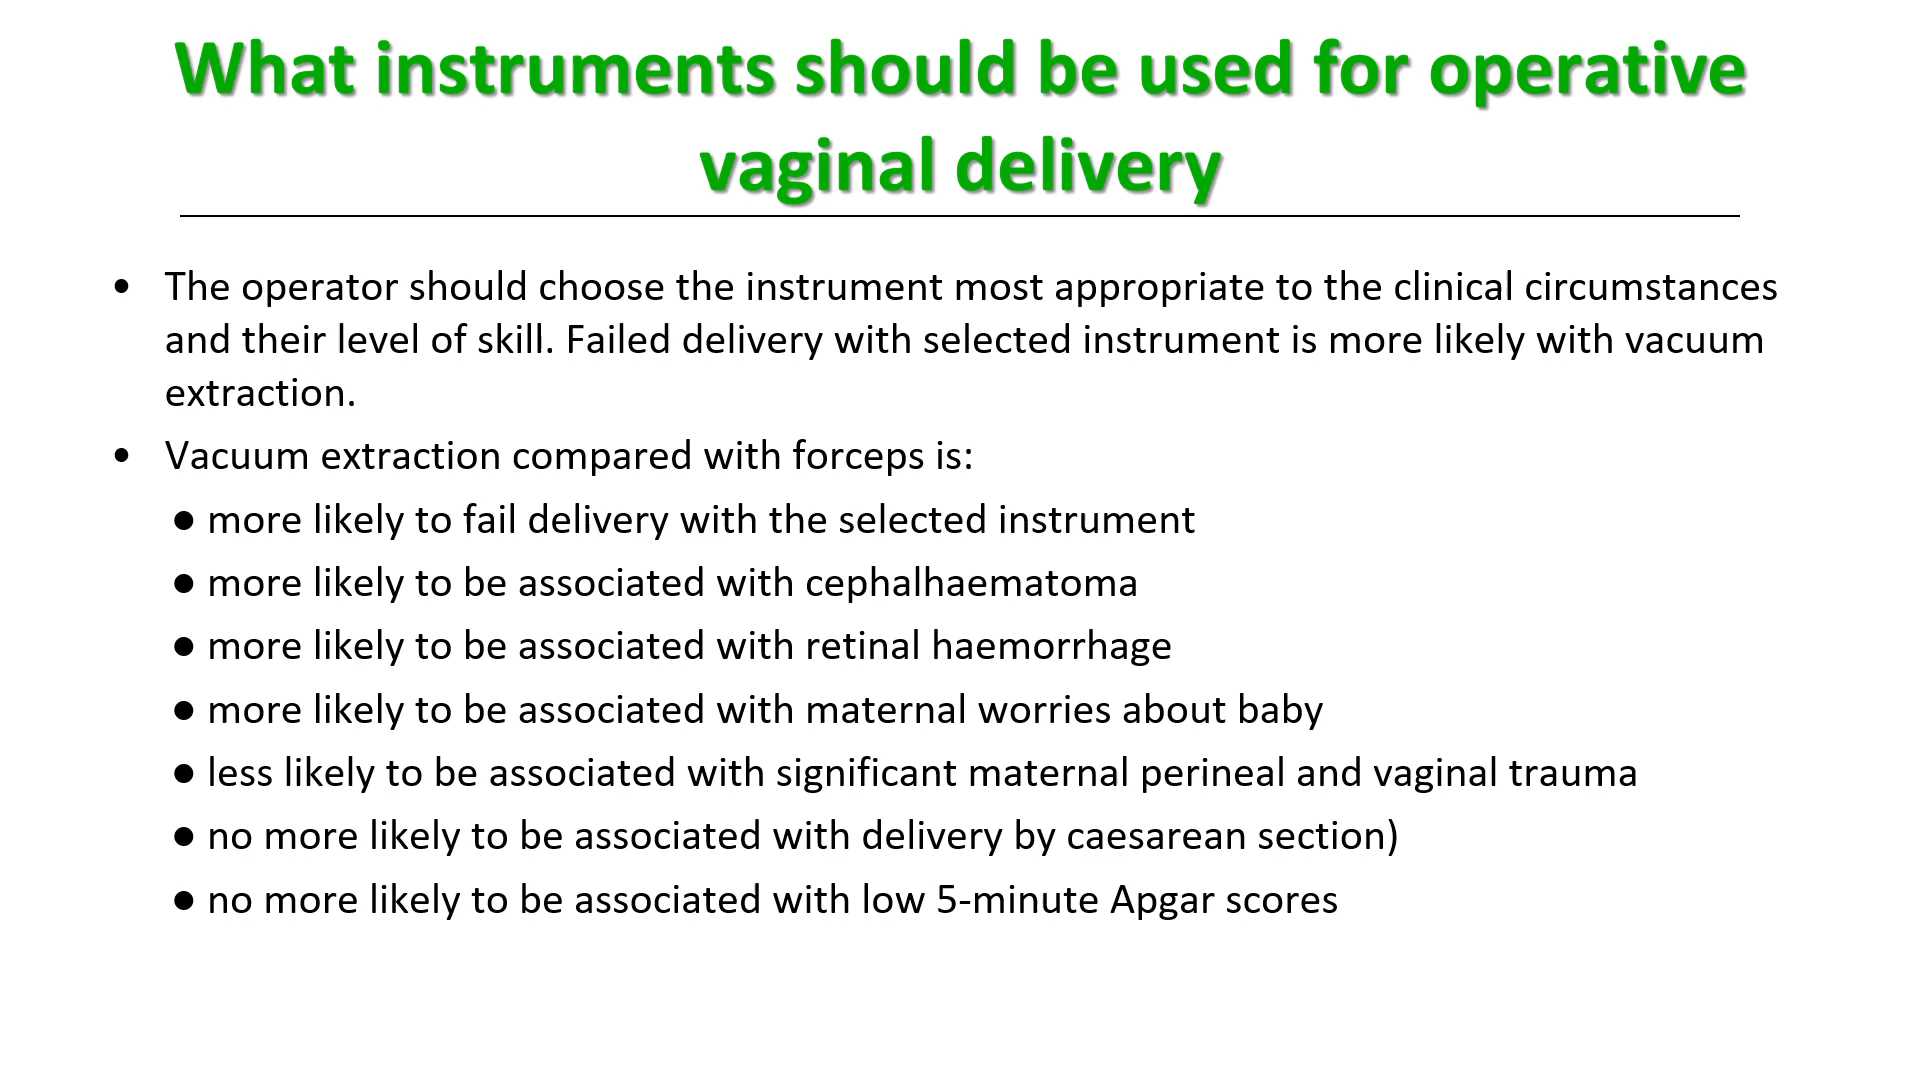 What instruments should be used for operative
vaginal delivery
• The operator should choose the instrument most appropriate to the clinical circumstances
and their level of skill. Failed delivery with selected instrument is more likely with vacuum
extraction.
• Vacuum extraction compared with forceps is:
● more likely to fail delivery with the selected instrument
● more likely to be associated with cephalhaematoma
● more likely to be associated with retinal haemorrhage
● more likely to be associated with maternal worries about baby
● less likely to be associated with significant maternal perineal and vaginal trauma
● no more likely to be associated with delivery by caesarean section)
● no more likely to be associated with low 5-minute Apgar scores